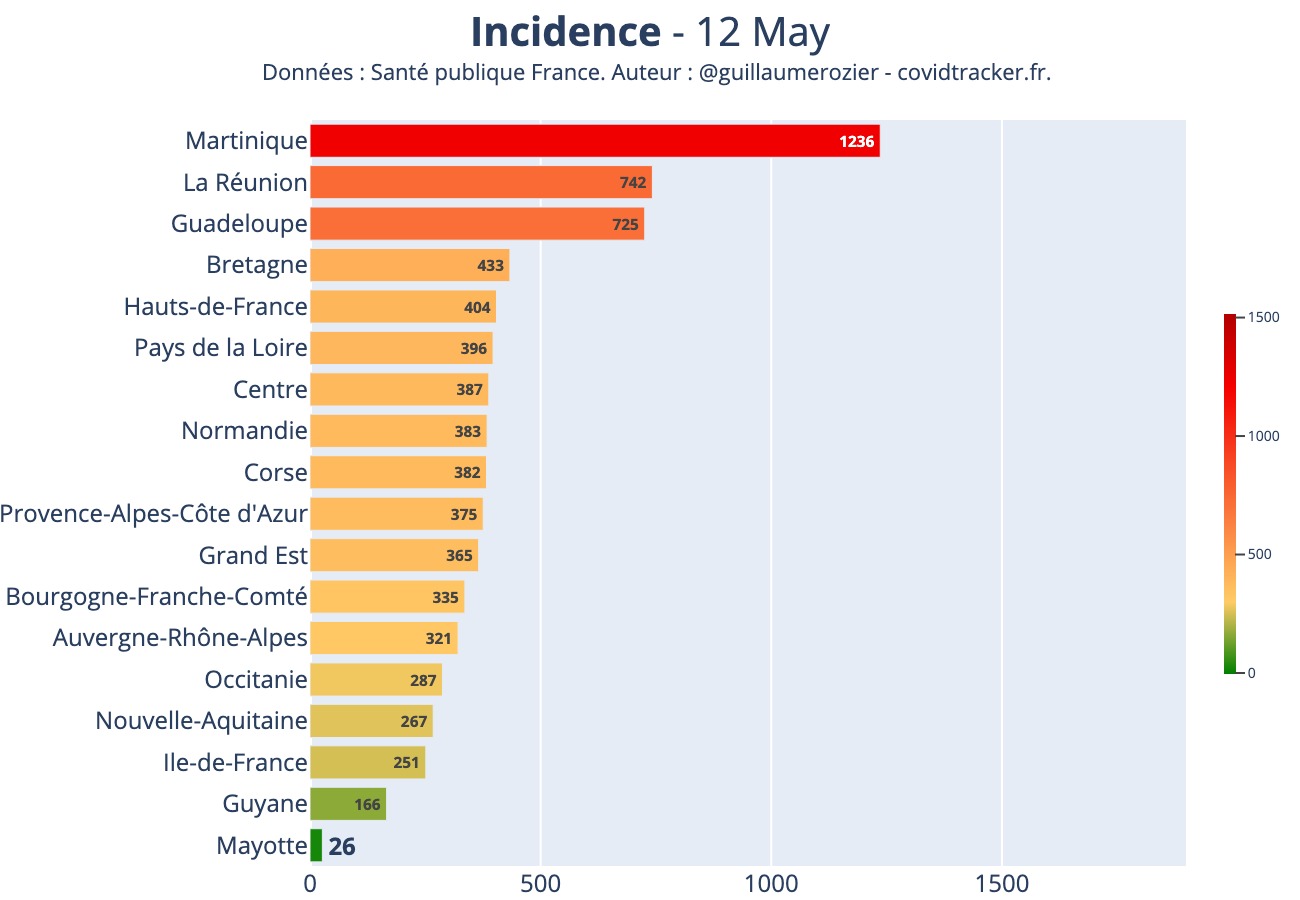 Incidence - 12 May
Données : Santé publique France. Auteur : @guillaumerozier - covidtracker.fr.
Martinique 1236
La Réunion 742
Guadeloupe 725
Bretagne 433
Hauts-de-France 404
Pays de la Loire 396
Centre 387
Normandie 383
Corse 382
Provence-Alpes-Côte d'Azur 375
Grand Est 365
Bourgogne-Franche-Comté 335
Auvergne-Rhône-Alpes 321
Occitanie 287
Nouvelle-Aquitaine 267
Ile-de-France 251
Guyane 166
Mayotte 26
0 500 1000 1500
1500
1000
500
0